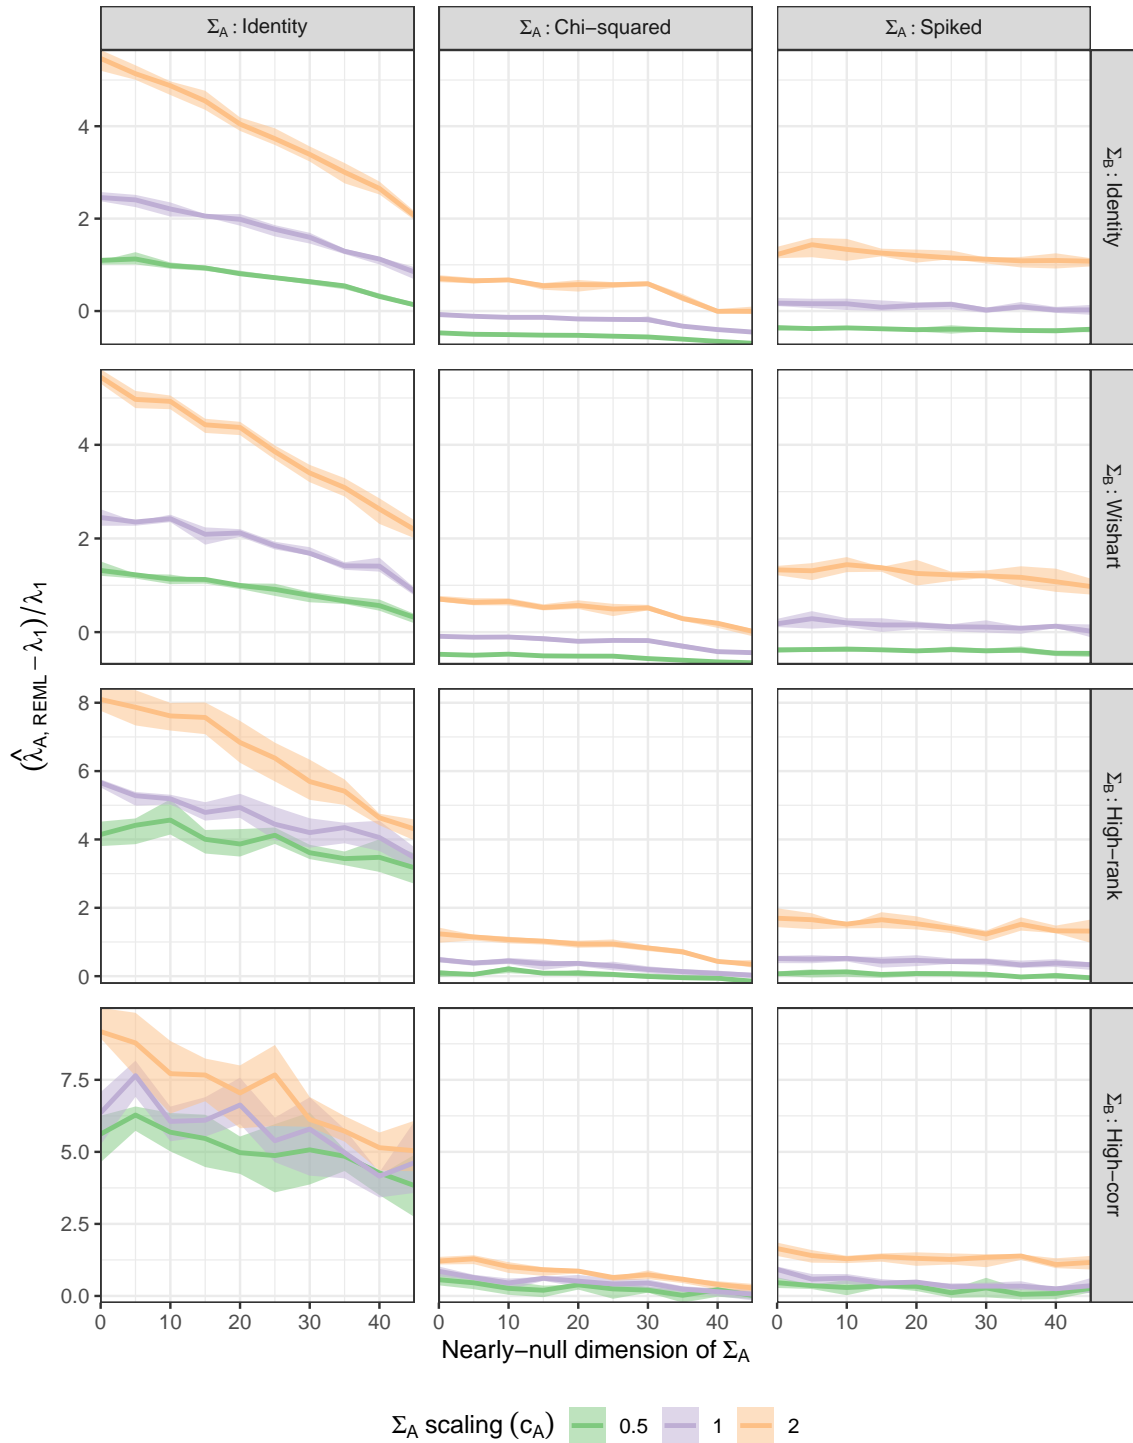 Σ_A : Identity
Σ_A : Chi−squared
Σ_A : Spiked
4
2
0
Σ_B : Identity
4
2
0
Σ_B : Wishart
8
6
4
2
0
Σ_B : High−rank
7.5
5.0
2.5
0.0
Σ_B : High−corr
(λ̂_A, REML − λ_1)/λ_1
0 10 20 30 40
0 10 20 30 40
0 10 20 30 40
Nearly−null dimension of Σ_A
Σ_A scaling (c_A) 0.5 1 2